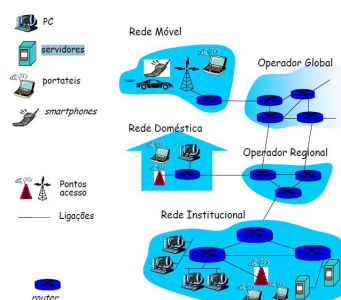 PC
servidores
portateis
smartphones
Pontos
acesso
Ligações
router
Rede Móvel
Operador Global
Rede Doméstica
Operador Regional
Rede Institucional